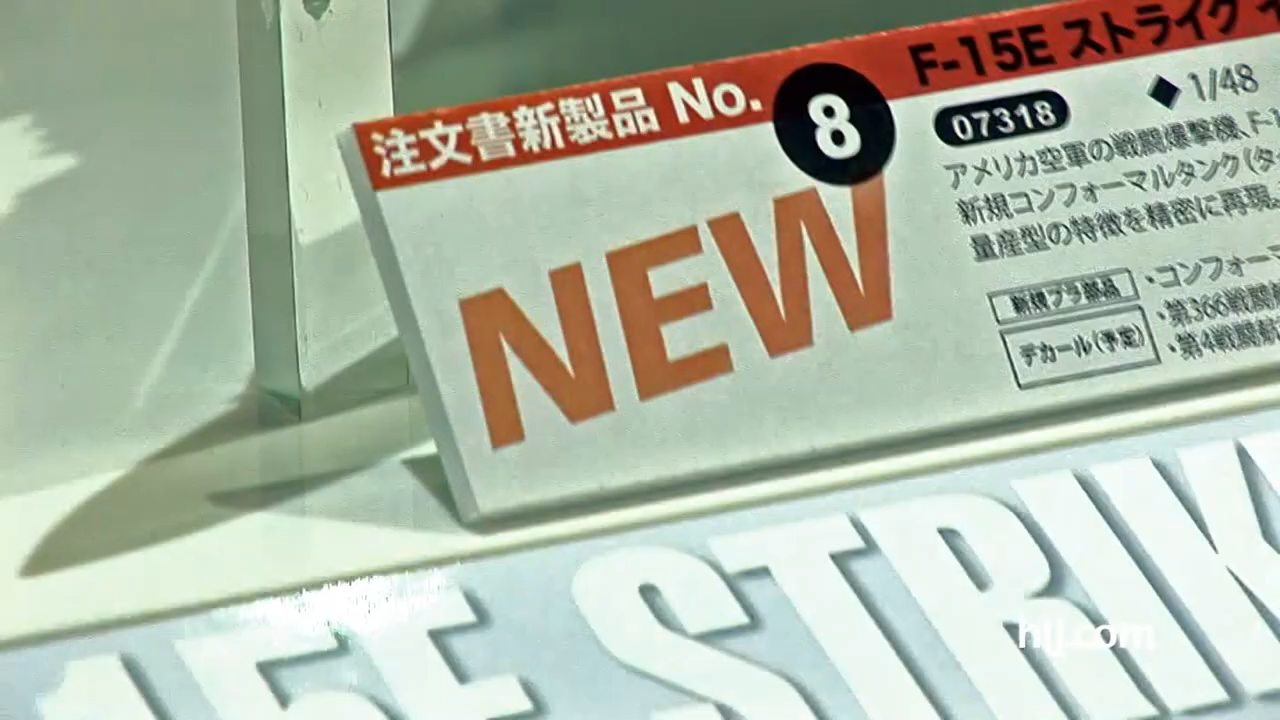 注文書新製品 No. 8
F-15E ストライク イ
NEW
07318 ◆ 1/48
アメリカ空軍の戦闘爆撃機、F-1
新規コンフォーマルタンク(タ
量産型の特徴を精密に再現。
新規プラ部品 ・コンフォーマ
デカール(予定) ・第366戦闘
・第4戦闘航
15E STRIK
hlj.com